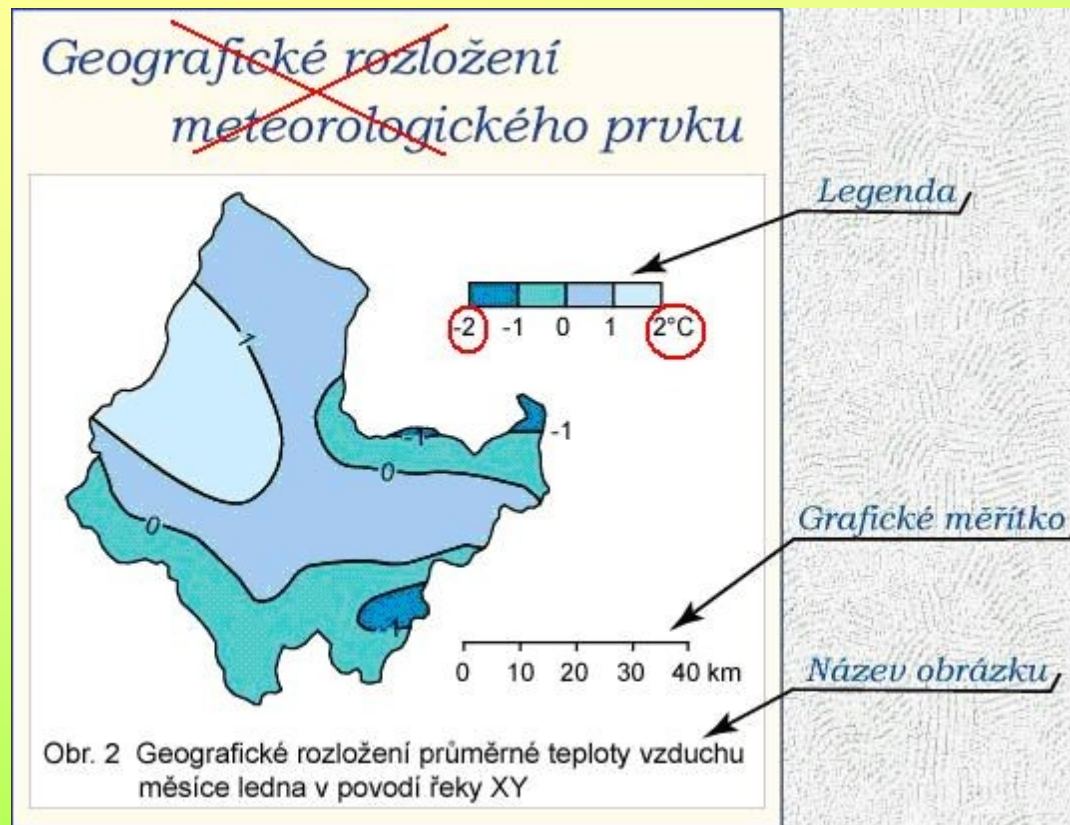 Geografické rozložení
meteorologického prvku
Legenda
-2 -1 0 1 2°C
1
-1
-1
0
0
Grafické měřítko
-1
0 10 20 30 40 km
Název obrázku
Obr. 2 Geografické rozložení průměrné teploty vzduchu
měsíce ledna v povodí řeky XY